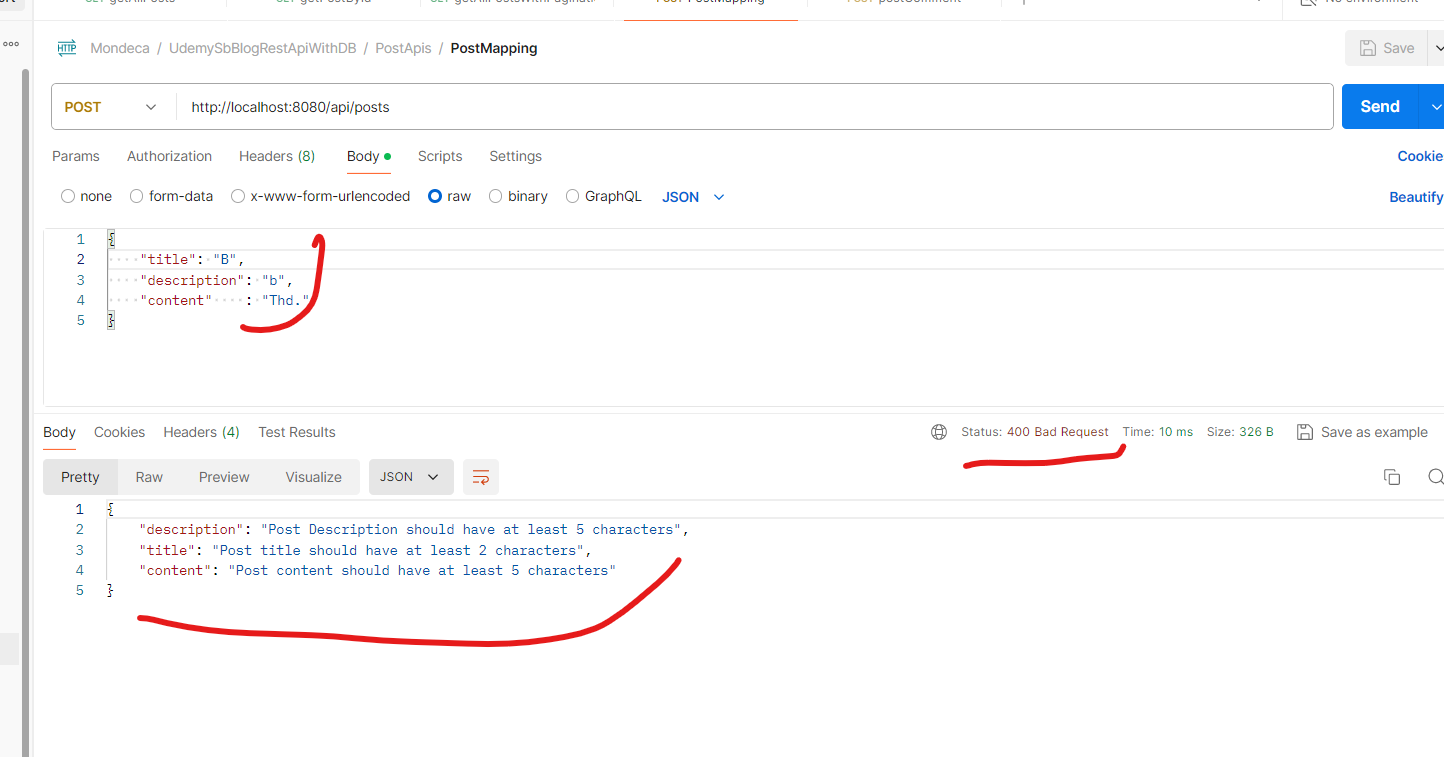 Mondeca / UdemySbBlogRestApiWithDB / PostApis / PostMapping
Save
POST http://localhost:8080/api/posts
Send
Params Authorization Headers (8) Body Scripts Settings
Cookie
none form-data x-www-form-urlencoded raw binary GraphQL JSON
Beautify
1 {
2 "title": "B",
3 "description": "b",
4 "content" : "Thd."
5 }
Body Cookies Headers (4) Test Results
Status: 400 Bad Request Time: 10 ms Size: 326 B Save as example
Pretty Raw Preview Visualize JSON
1 {
2 "description": "Post Description should have at least 5 characters",
3 "title": "Post title should have at least 2 characters",
4 "content": "Post content should have at least 5 characters"
5 }